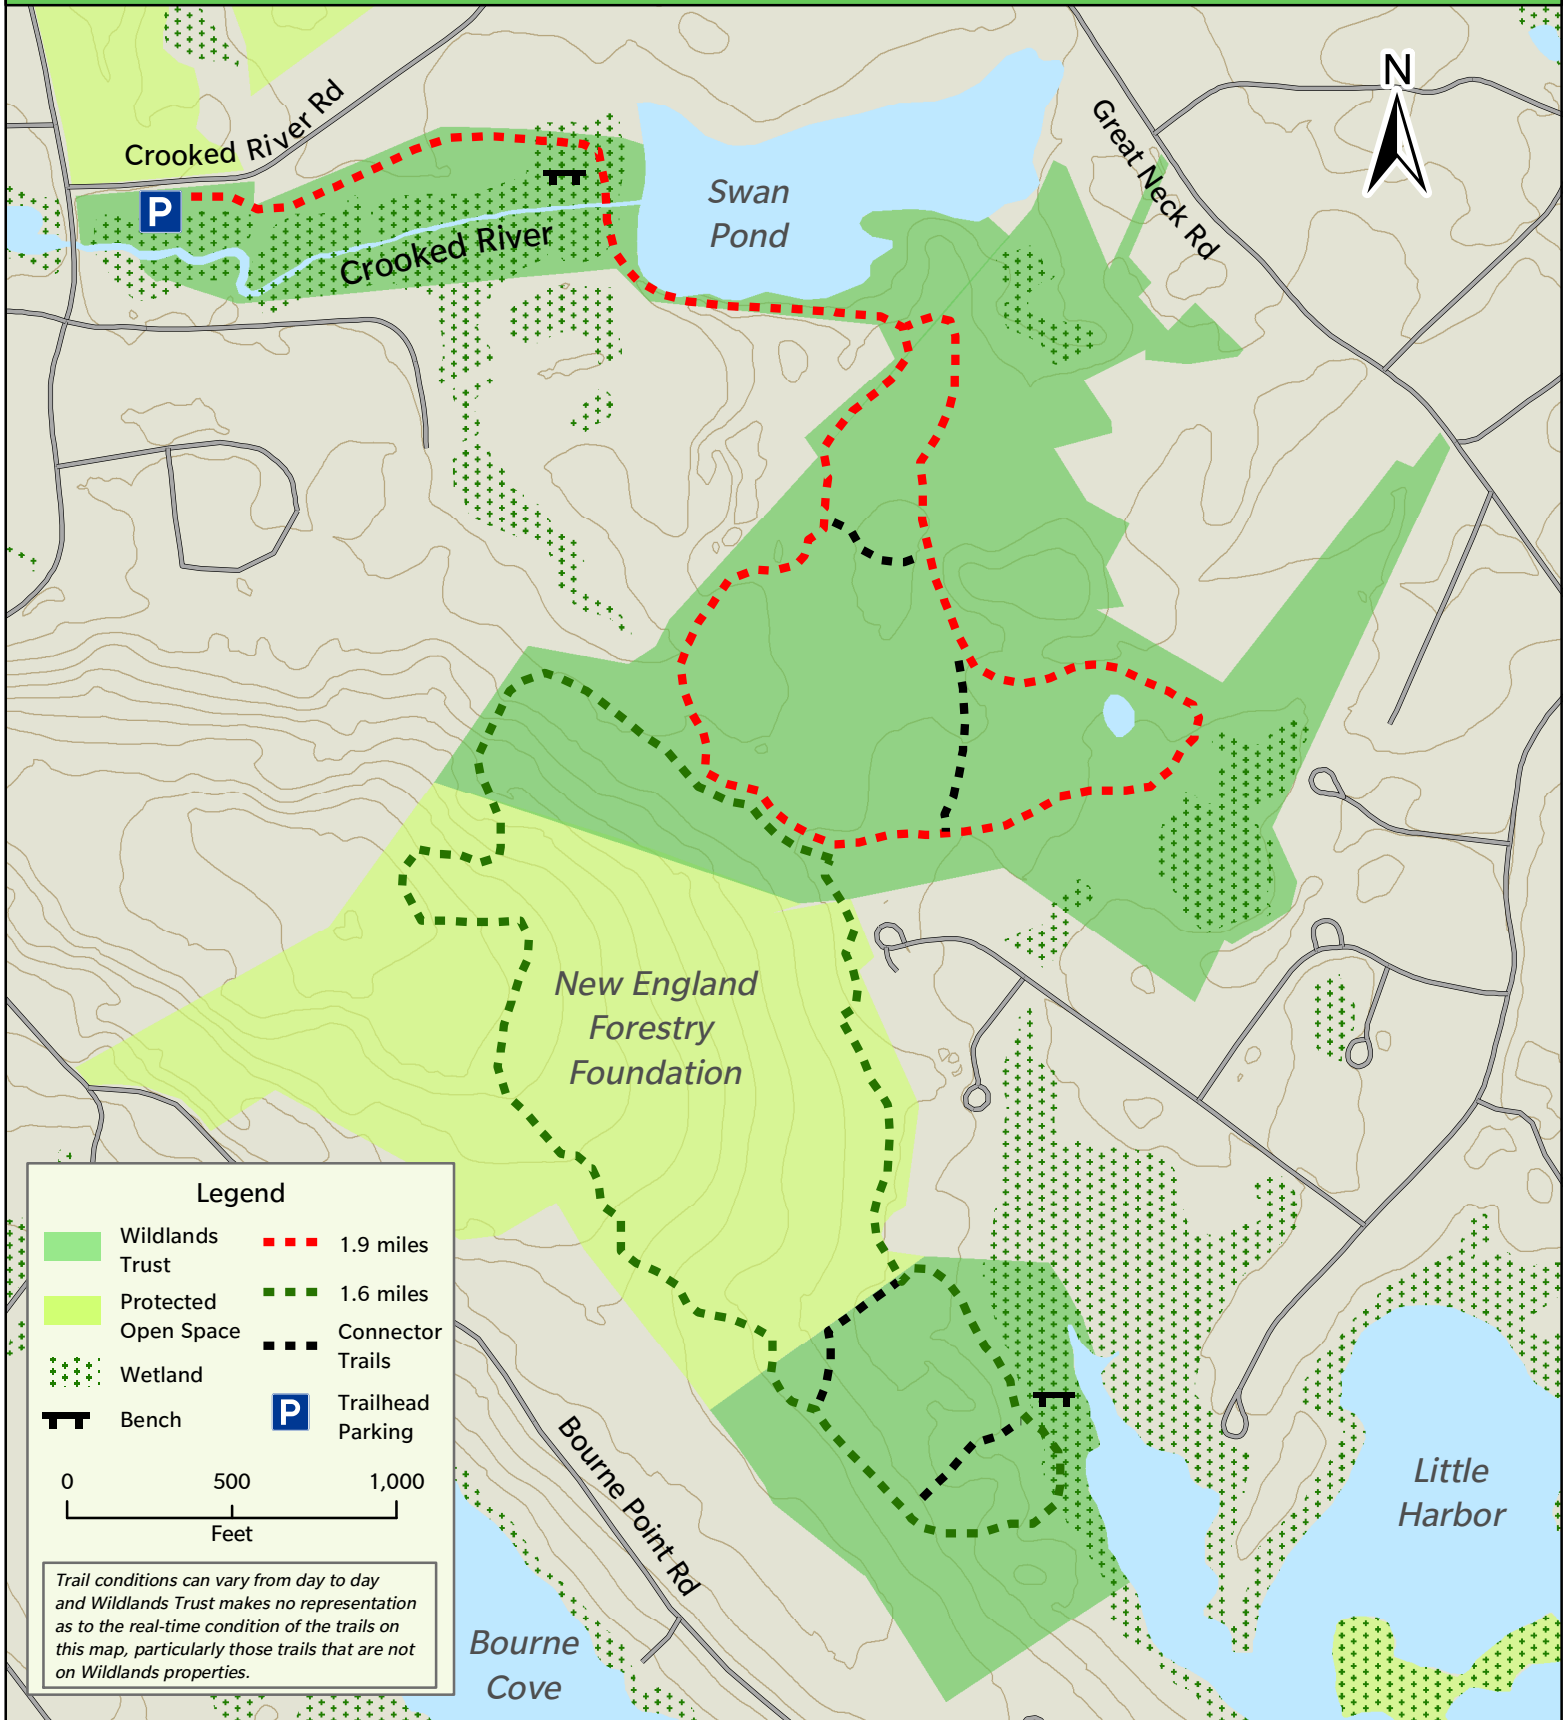 N
Crooked River Rd
Great Neck Rd
Swan
Pond
P
Crooked River
New England
Forestry
Foundation
Legend
Wildlands
Trust
1.9 miles
Protected
Open Space
1.6 miles
Connector
Trails
Wetland
Bench
P
Trailhead
Parking
0 500 1,000
Feet
Trail conditions can vary from day to day
and Wildlands Trust makes no representation
as to the real-time condition of the trails on
this map, particularly those trails that are not
on Wildlands properties.
Bourne Point Rd
Little
Harbor
Bourne
Cove